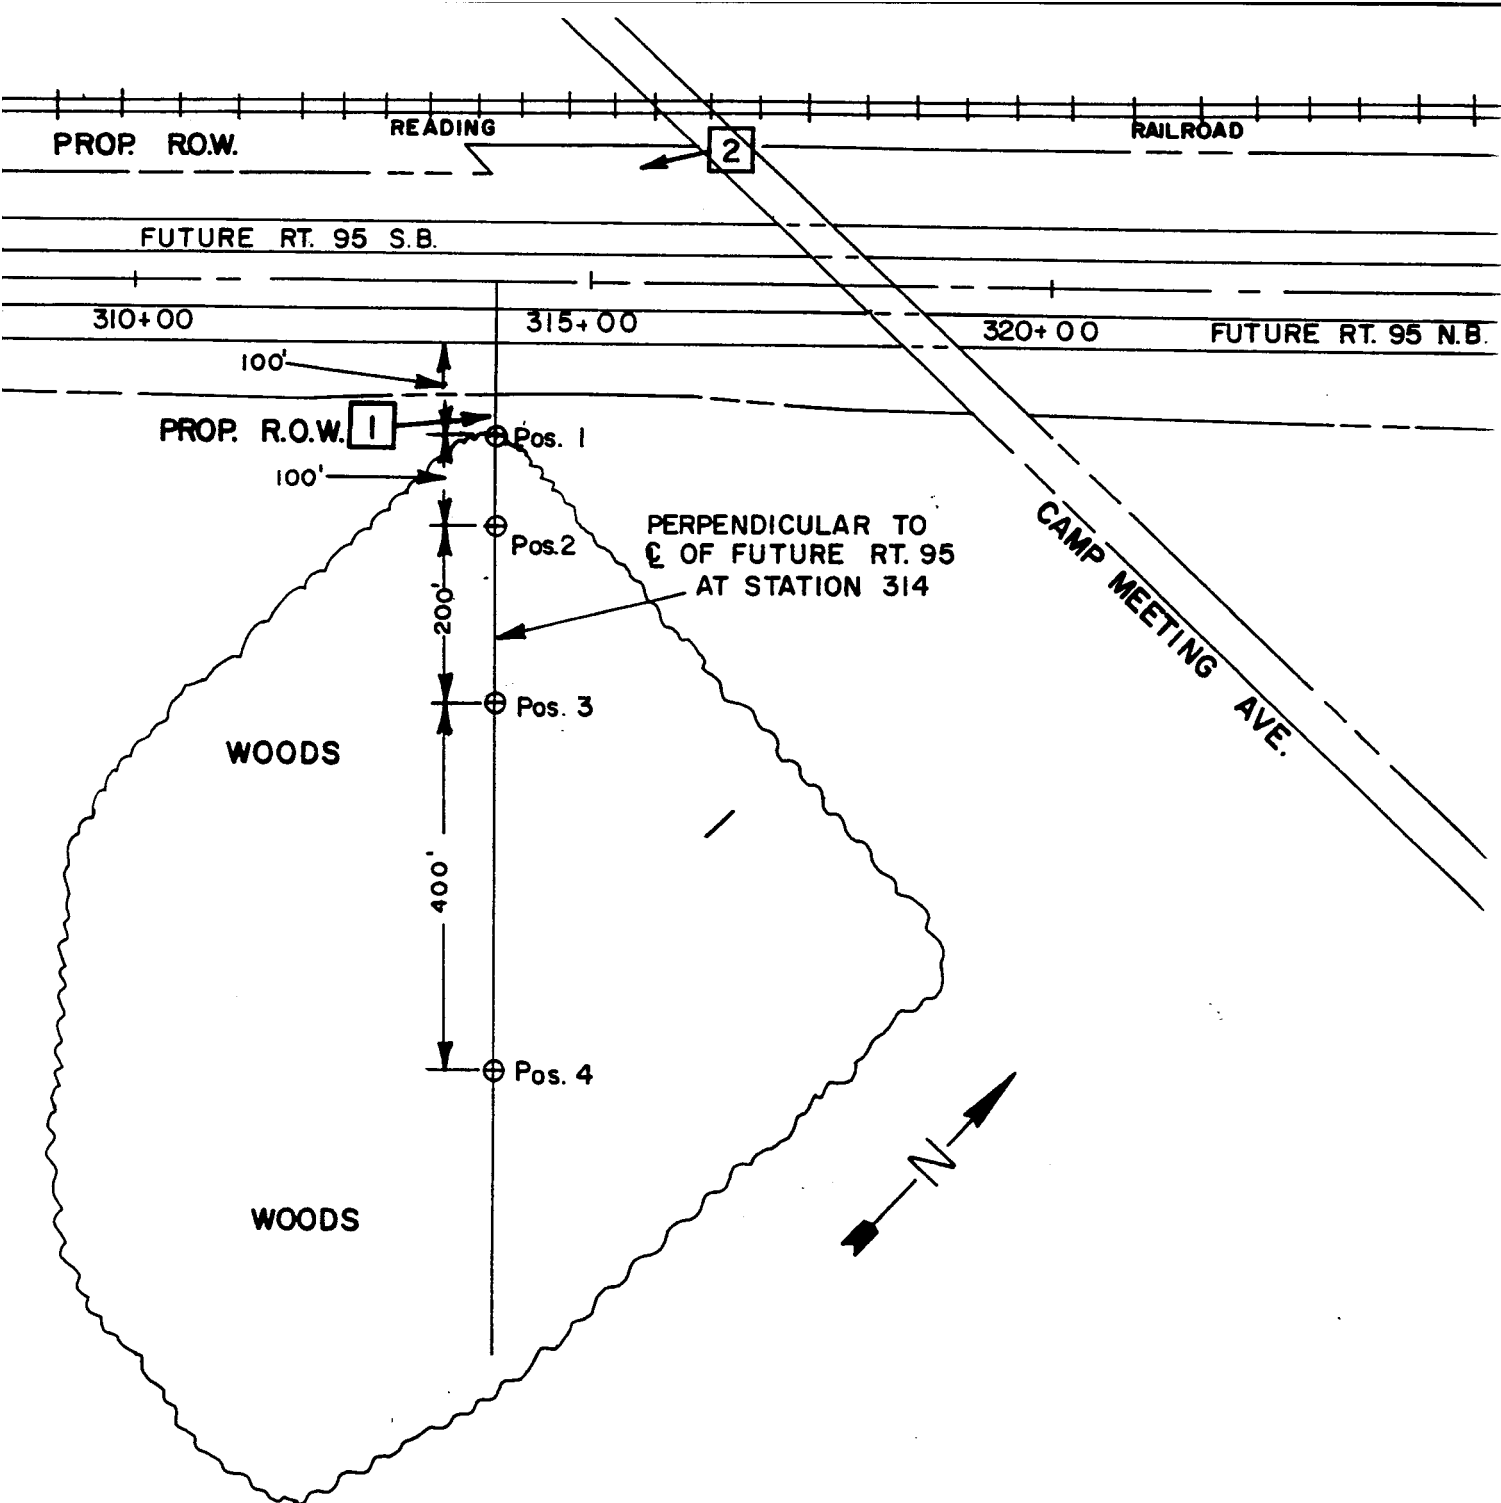 READING
RAILROAD
PROP. R.O.W.
2
FUTURE RT. 95 S.B.
310+00
315+00
320+00
FUTURE RT. 95 N.B.
100'
PROP. R.O.W.
1
Pos. 1
100'
Pos.2
PERPENDICULAR TO
℄ OF FUTURE RT. 95
AT STATION 314
CAMP MEETING AVE.
200'
Pos. 3
WOODS
400'
Pos. 4
N
WOODS